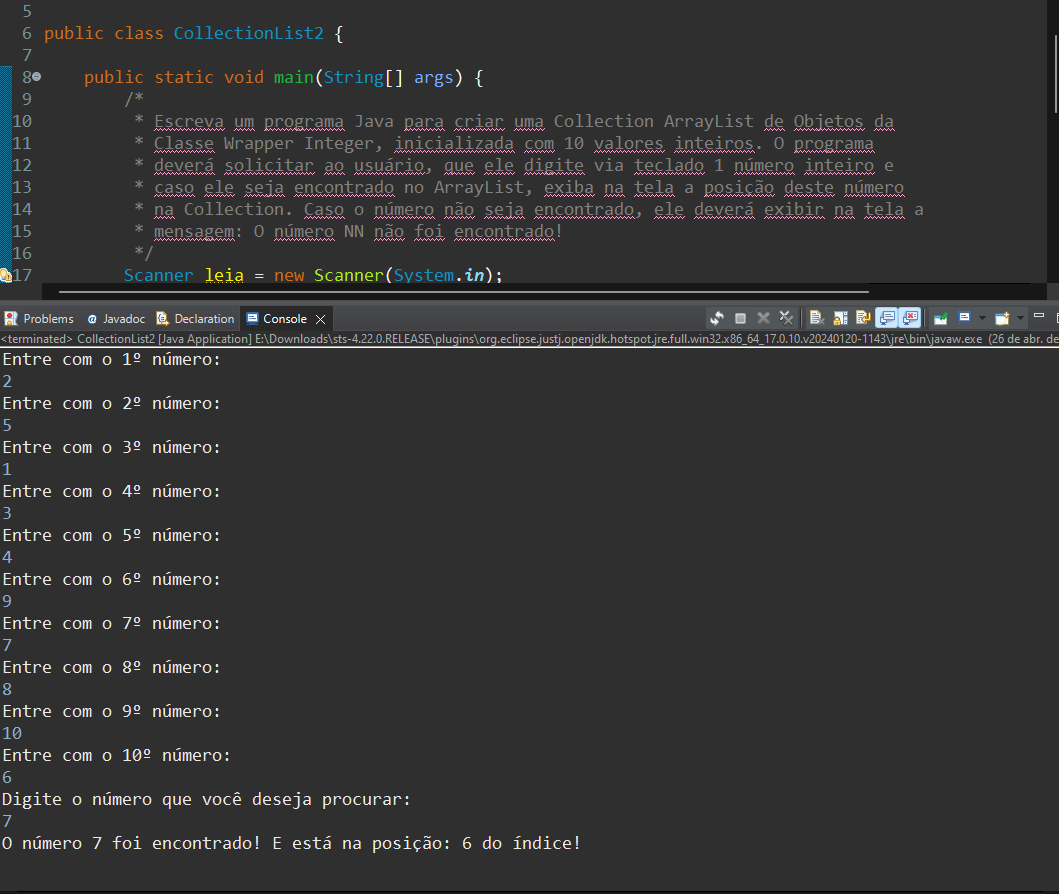 5
6 public class CollectionList2 {
7
8 public static void main(String[] args) {
9 /*
10 * Escreva um programa Java para criar uma Collection ArrayList de Objetos da
11 * Classe Wrapper Integer, inicializada com 10 valores inteiros. O programa
12 * deverá solicitar ao usuário, que ele digite via teclado 1 número inteiro e
13 * caso ele seja encontrado no ArrayList, exiba na tela a posição deste número
14 * na Collection. Caso o número não seja encontrado, ele deverá exibir na tela a
15 * mensagem: O número NN não foi encontrado!
16 */
17 Scanner leia = new Scanner(System.in);
Problems Javadoc Declaration Console
<terminated> CollectionList2 [Java Application] E:\Downloads\sts-4.22.0.RELEASE\plugins\org.eclipse.justj.openjdk.hotspot.jre.full.win32.x86_64_17.0.10.v20240120-1143\jre\bin\javaw.exe (26 de abr. de
Entre com o 1º número:
2
Entre com o 2º número:
5
Entre com o 3º número:
1
Entre com o 4º número:
3
Entre com o 5º número:
4
Entre com o 6º número:
9
Entre com o 7º número:
7
Entre com o 8º número:
8
Entre com o 9º número:
10
Entre com o 10º número:
6
Digite o número que você deseja procurar:
7
O número 7 foi encontrado! E está na posição: 6 do índice!